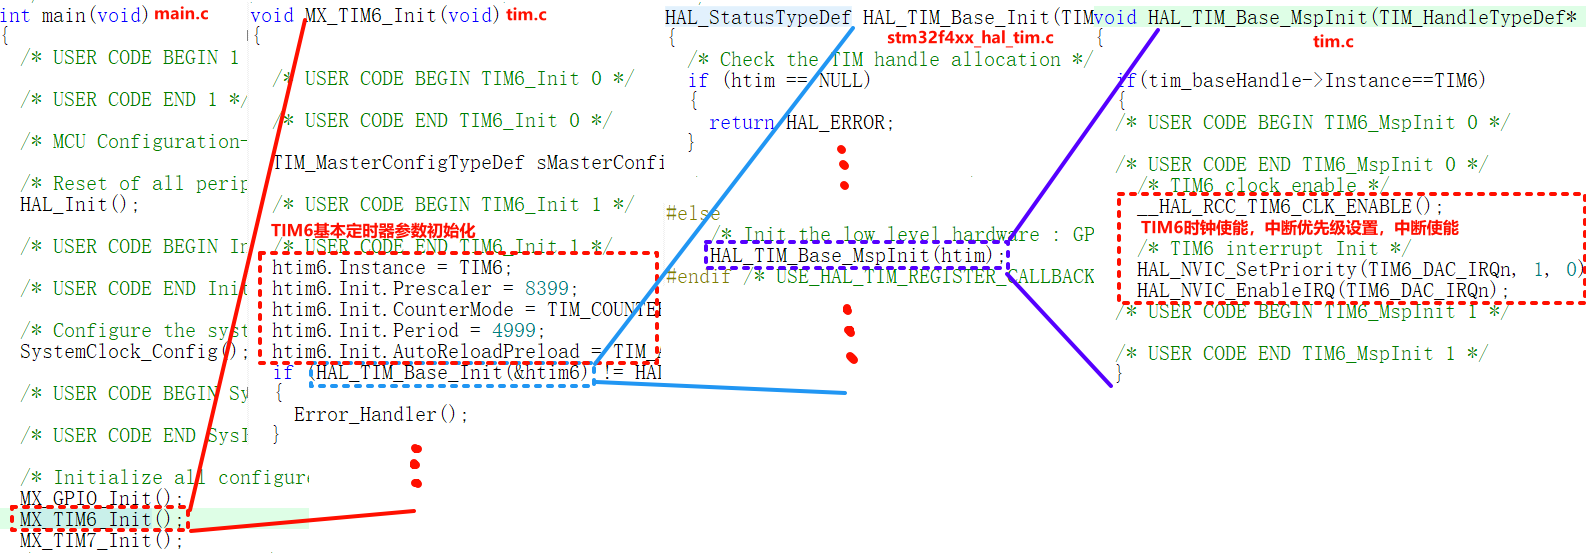 int main(void) main.c
{
/* USER CODE BEGIN 1
/* USER CODE END 1 */
/* MCU Configuration-
/* Reset of all perip
HAL_Init();
/* USER CODE BEGIN In
/* USER CODE END Init
/* Configure the syst
SystemClock_Config();
/* USER CODE BEGIN Sy
/* USER CODE END SysI
/* Initialize all configure
MX_GPIO_Init();
MX_TIM6_Init();
MX_TIM7_Init();
void MX_TIM6_Init(void) tim.c
{
/* USER CODE BEGIN TIM6_Init 0 */
/* USER CODE END TIM6_Init 0 */
TIM_MasterConfigTypeDef sMasterConfi
/* USER CODE BEGIN TIM6_Init 1 */
TIM6基本定时器参数初始化
/* USER CODE END TIM6_Init 1 */
htim6.Instance = TIM6;
htim6.Init.Prescaler = 8399;
htim6.Init.CounterMode = TIM_COUNTER
htim6.Init.Period = 4999;
htim6.Init.AutoReloadPreload = TIM_A
if (HAL_TIM_Base_Init(&htim6) != HAL
{
Error_Handler();
}
HAL_StatusTypeDef HAL_TIM_Base_Init(TIM
stm32f4xx_hal_tim.c
{
/* Check the TIM handle allocation */
if (htim == NULL)
{
return HAL_ERROR;
}
#else
/* Init the low level hardware : GP
HAL_TIM_Base_MspInit(htim);
#endif /* USE_HAL_TIM_REGISTER_CALLBACK
void HAL_TIM_Base_MspInit(TIM_HandleTypeDef*
tim.c
{
if(tim_baseHandle->Instance==TIM6)
{
/* USER CODE BEGIN TIM6_MspInit 0 */
/* USER CODE END TIM6_MspInit 0 */
/* TIM6 clock enable */
__HAL_RCC_TIM6_CLK_ENABLE();
TIM6时钟使能，中断优先级设置，中断使能
/* TIM6 interrupt Init */
HAL_NVIC_SetPriority(TIM6_DAC_IRQn, 1, 0)
HAL_NVIC_EnableIRQ(TIM6_DAC_IRQn);
/* USER CODE BEGIN TIM6_MspInit 1 */
/* USER CODE END TIM6_MspInit 1 */
}